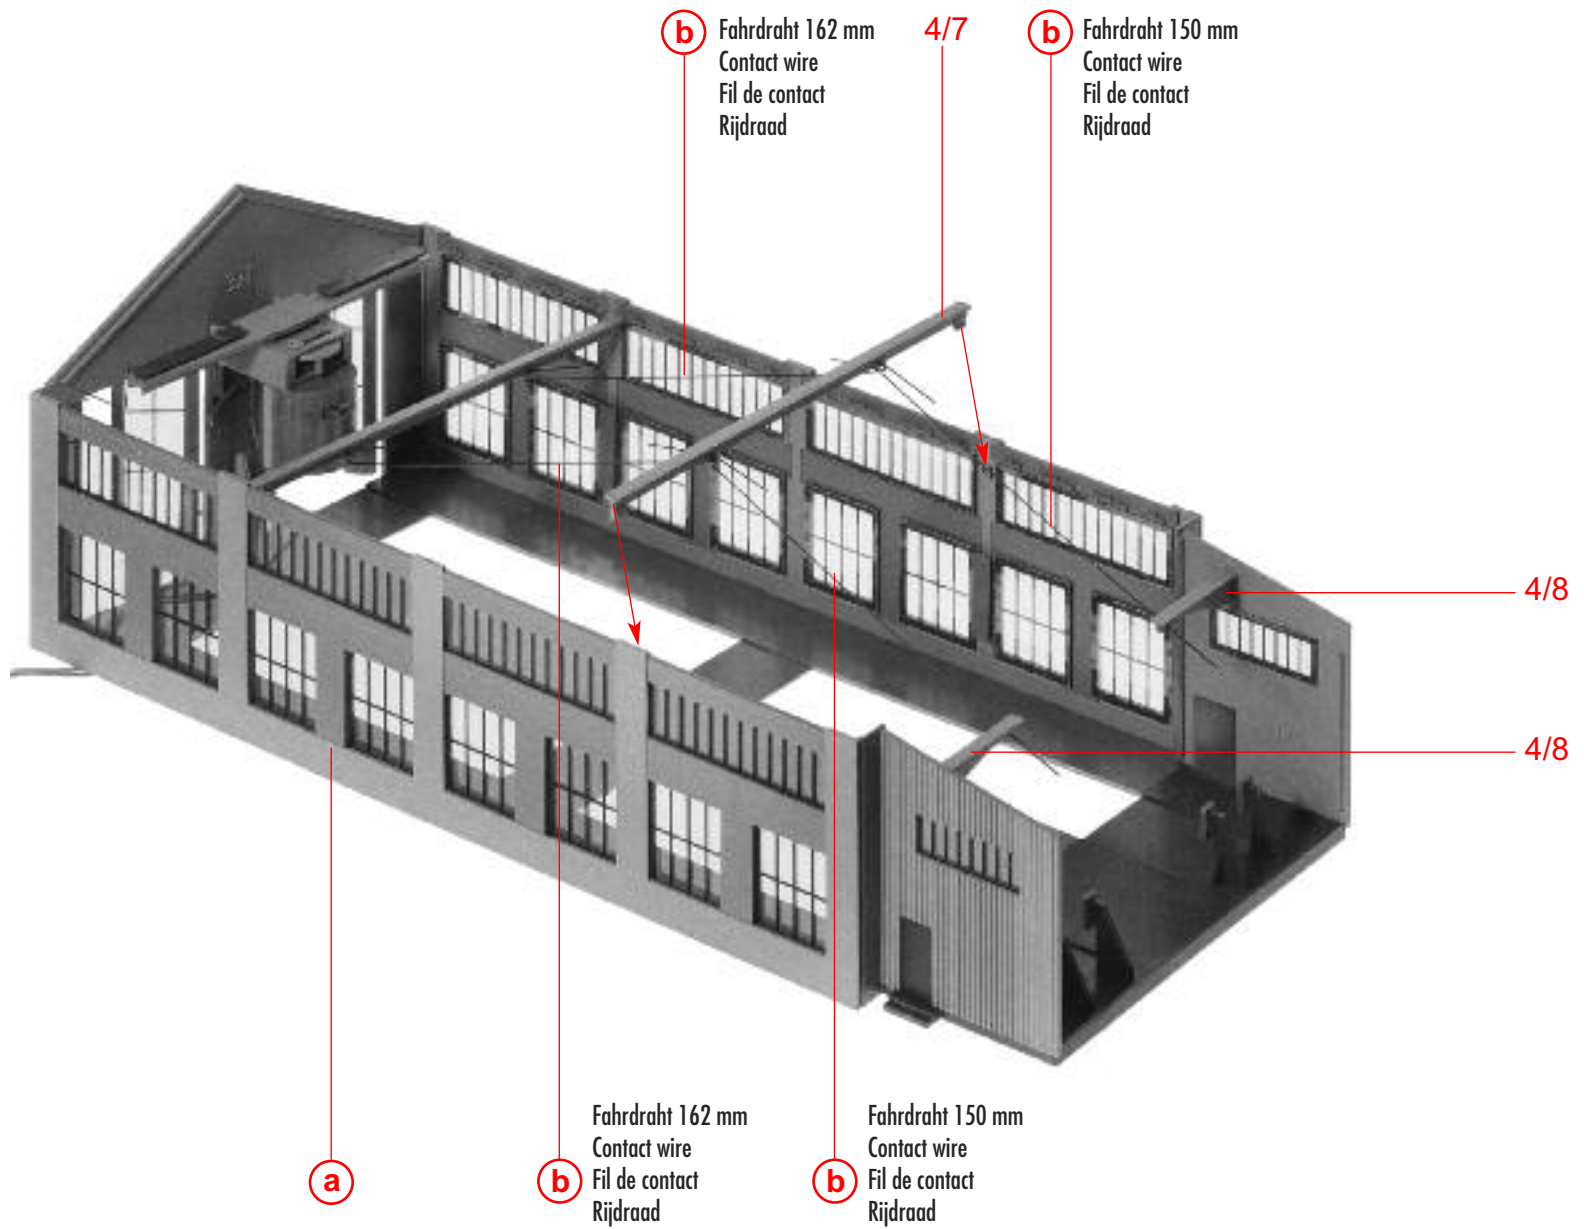 b
Fahrdraht 162 mm
Contact wire
Fil de contact
Rijdraad
4/7
b
Fahrdraht 150 mm
Contact wire
Fil de contact
Rijdraad
4/8
4/8
a
b
Fahrdraht 162 mm
Contact wire
Fil de contact
Rijdraad
b
Fahrdraht 150 mm
Contact wire
Fil de contact
Rijdraad